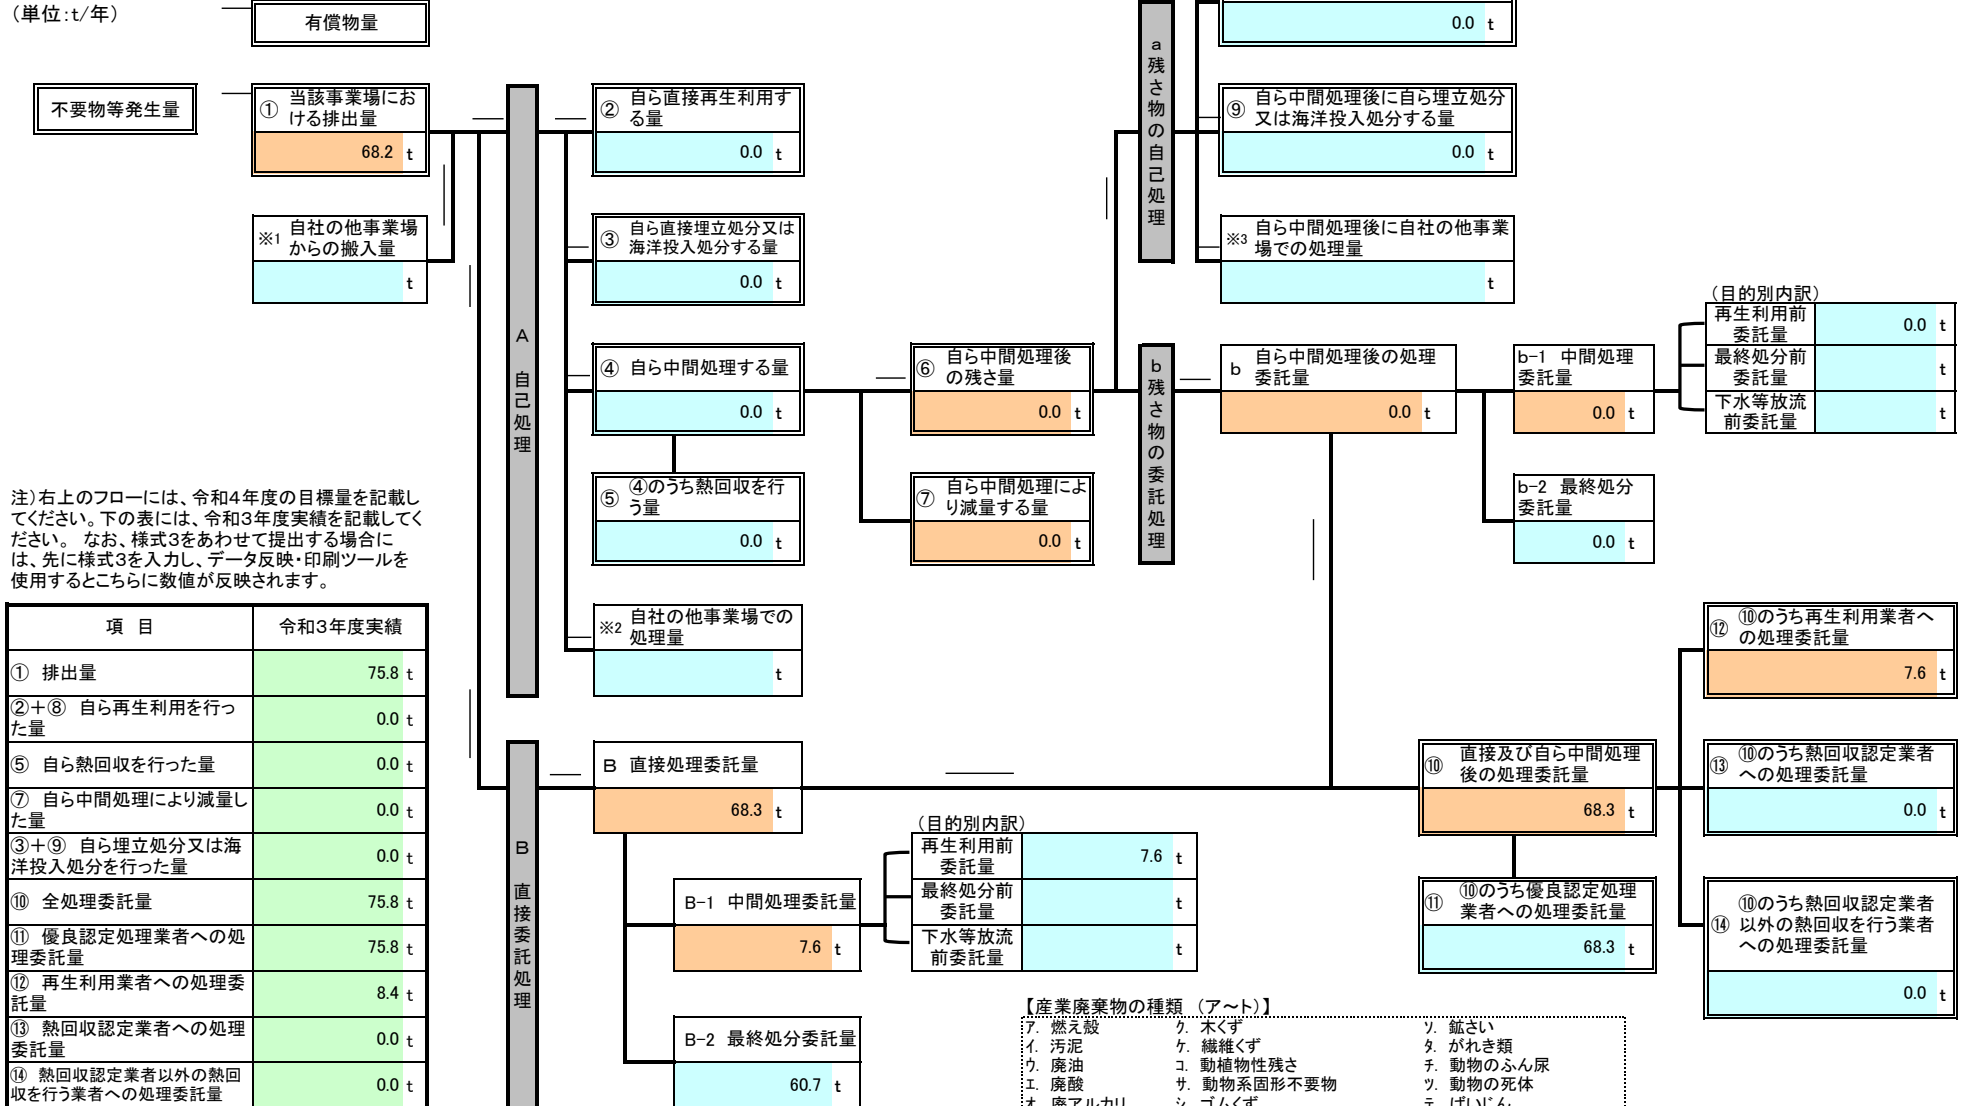 （単位:t/年）
有償物量
0.0 t
不要物等発生量
① 当該事業場にお
ける排出量
68.2 t
② 自ら直接再生利用す
る量
0.0 t
a 残さ物の自己処理
⑨ 自ら中間処理後に自ら埋立処分
又は海洋投入処分する量
0.0 t
※1 自社の他事業場
からの搬入量
t
③ 自ら直接埋立処分又は
海洋投入処分する量
0.0 t
※3 自ら中間処理後に自社の他事業
場での処理量
t
A 自己処理
④ 自ら中間処理する量
0.0 t
⑥ 自ら中間処理後
の残さ量
0.0 t
b 残さ物の委託処理
b 自ら中間処理後の処理
委託量
0.0 t
b-1 中間処理
委託量
0.0 t
（目的別内訳）
再生利用前
委託量
0.0 t
最終処分前
委託量
t
下水等放流
前委託量
t
⑤ ④のうち熱回収を行
う量
0.0 t
⑦ 自ら中間処理によ
り減量する量
0.0 t
b-2 最終処分
委託量
0.0 t
注）右上のフローには、令和４年度の目標量を記載し
てください。下の表には、令和３年度実績を記載してく
ださい。 なお、様式３をあわせて提出する場合に
は、先に様式３を入力し、データ反映・印刷ツールを
使用するとこちらに数値が反映されます。
※2 自社の他事業場での
処理量
t
項 目 令和３年度実績
① 排出量 75.8 t
②＋⑧ 自ら再生利用を行っ
た量 0.0 t
⑤ 自ら熱回収を行った量 0.0 t
⑦ 自ら中間処理により減量し
た量 0.0 t
③＋⑨ 自ら埋立処分又は海
洋投入処分を行った量 0.0 t
⑩ 全処理委託量 75.8 t
⑪ 優良認定処理業者への処
理委託量 75.8 t
⑫ 再生利用業者への処理委
託量 8.4 t
⑬ 熱回収認定業者への処理
委託量 0.0 t
⑭ 熱回収認定業者以外の熱回
収を行う業者への処理委託量 0.0 t
B 直接委託処理
B 直接処理委託量
68.3 t
B-1 中間処理委託量
7.6 t
（目的別内訳）
再生利用前
委託量
7.6 t
最終処分前
委託量
t
下水等放流
前委託量
t
B-2 最終処分委託量
60.7 t
⑩ 直接及び自ら中間処理
後の処理委託量
68.3 t
⑪ ⑩のうち優良認定処理
業者への処理委託量
68.3 t
⑫ ⑩のうち再生利用業者へ
の処理委託量
7.6 t
⑬ ⑩のうち熱回収認定業者
への処理委託量
0.0 t
⑭ ⑩のうち熱回収認定業者
以外の熱回収を行う業者
への処理委託量
0.0 t
【産業廃棄物の種類 （ア～ト）】
ア. 燃え殻 ク. 木くず ソ. 鉱さい
イ. 汚泥 ケ. 繊維くず タ. がれき類
ウ. 廃油 コ. 動植物性残さ チ. 動物のふん尿
エ. 廃酸 サ. 動物系固形不要物 ツ. 動物の死体
オ. 廃アルカリ シ. ゴムくず テ. ばいじん